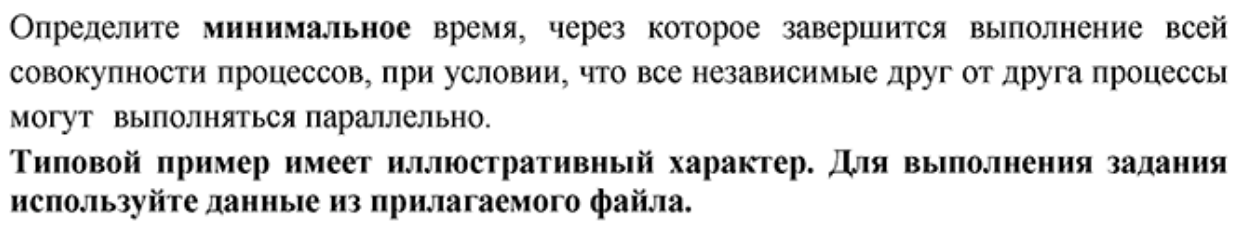 Определите минимальное время, через которое завершится выполнение всей
совокупности процессов, при условии, что все независимые друг от друга процессы
могут выполняться параллельно.
Типовой пример имеет иллюстративный характер. Для выполнения задания
используйте данные из прилагаемого файла.